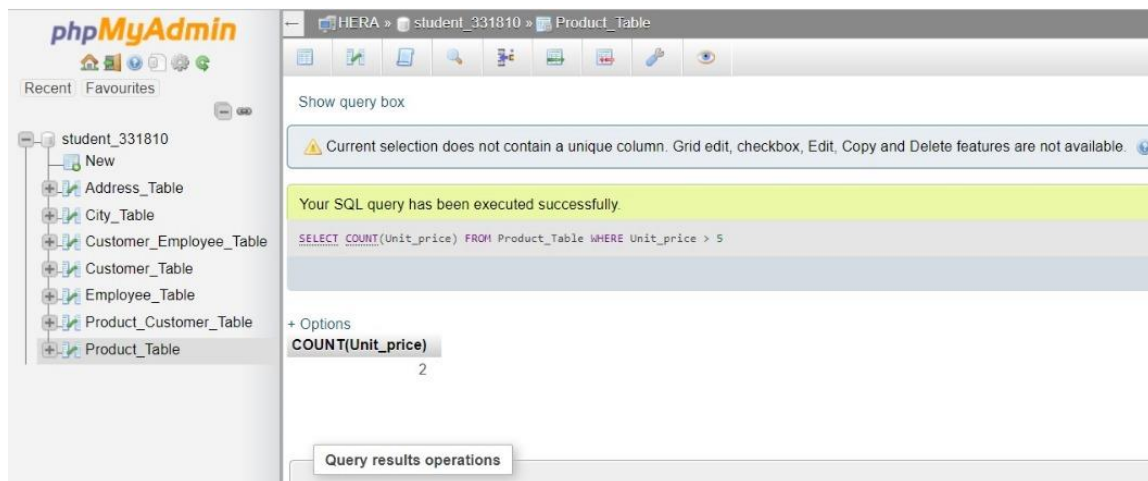 phpMyAdmin
Recent Favourites
student_331810
New
Address_Table
City_Table
Customer_Employee_Table
Customer_Table
Employee_Table
Product_Customer_Table
Product_Table
HERA » student_331810 » Product_Table
Show query box
Current selection does not contain a unique column. Grid edit, checkbox, Edit, Copy and Delete features are not available.
Your SQL query has been executed successfully.
SELECT COUNT(Unit_price) FROM Product_Table WHERE Unit_price > 5
+ Options
COUNT(Unit_price)
2
Query results operations